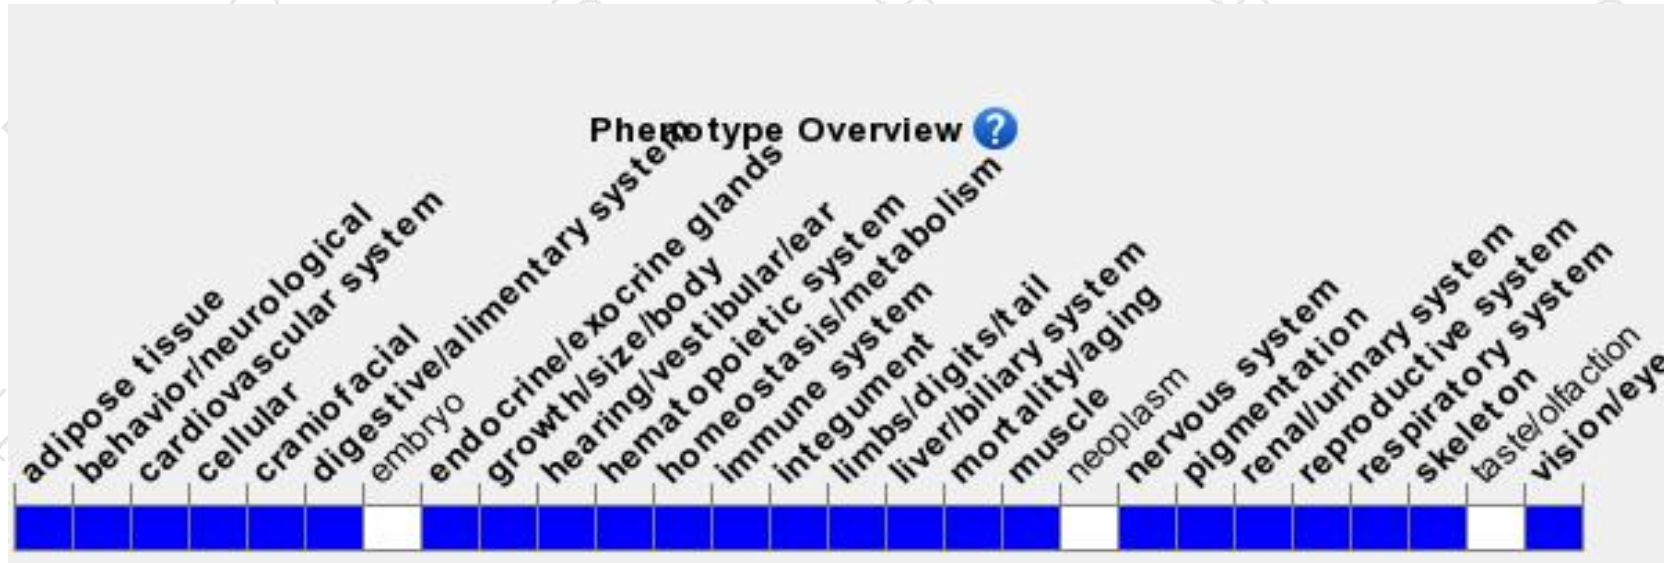 Phenotype Overview ?
adipose tissue
behavior/neurological
cardiovascular system
cellular
craniofacial
digestive/alimentary system
embryo
endocrine/exocrine glands
growth/size/body
hearing/vestibular/ear
hematopoietic system
homeostasis/metabolism
immune system
integument
limbs/digits/tail
liver/biliary system
mortality/aging
muscle
neoplasm
nervous system
pigmentation
renal/urinary system
reproductive system
respiratory system
skeleton
taste/olfaction
vision/eye